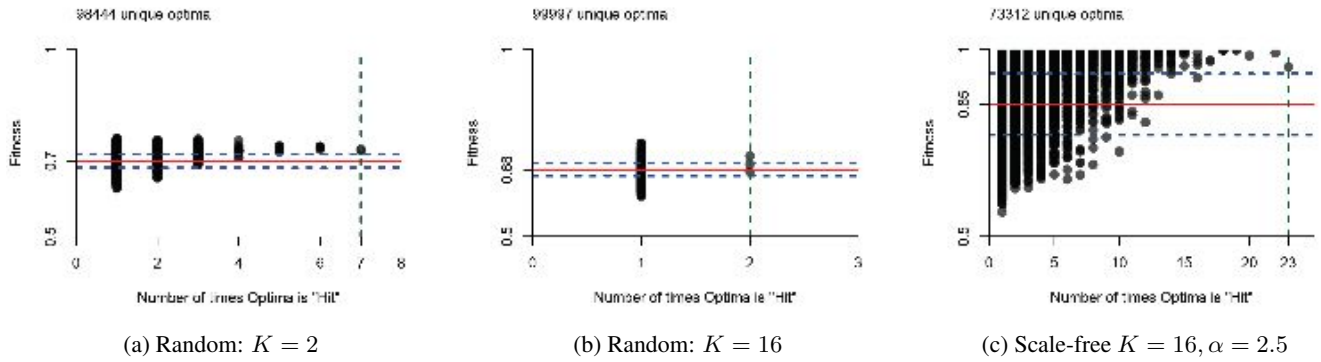 98444 unique optima
1
0.7
0.5
Fitness
0 2 4 6 7 8
Number of times Optima is "Hit"
(a) Random: K = 2
99997 unique optima
1
0.68
0.5
Fitness
0 1 2 3
Number of times Optima is "Hit"
(b) Random: K = 16
73312 unique optima
1
0.85
0.5
Fitness
0 5 10 15 20 23
Number of times Optima is "Hit"
(c) Scale-free K = 16, α = 2.5